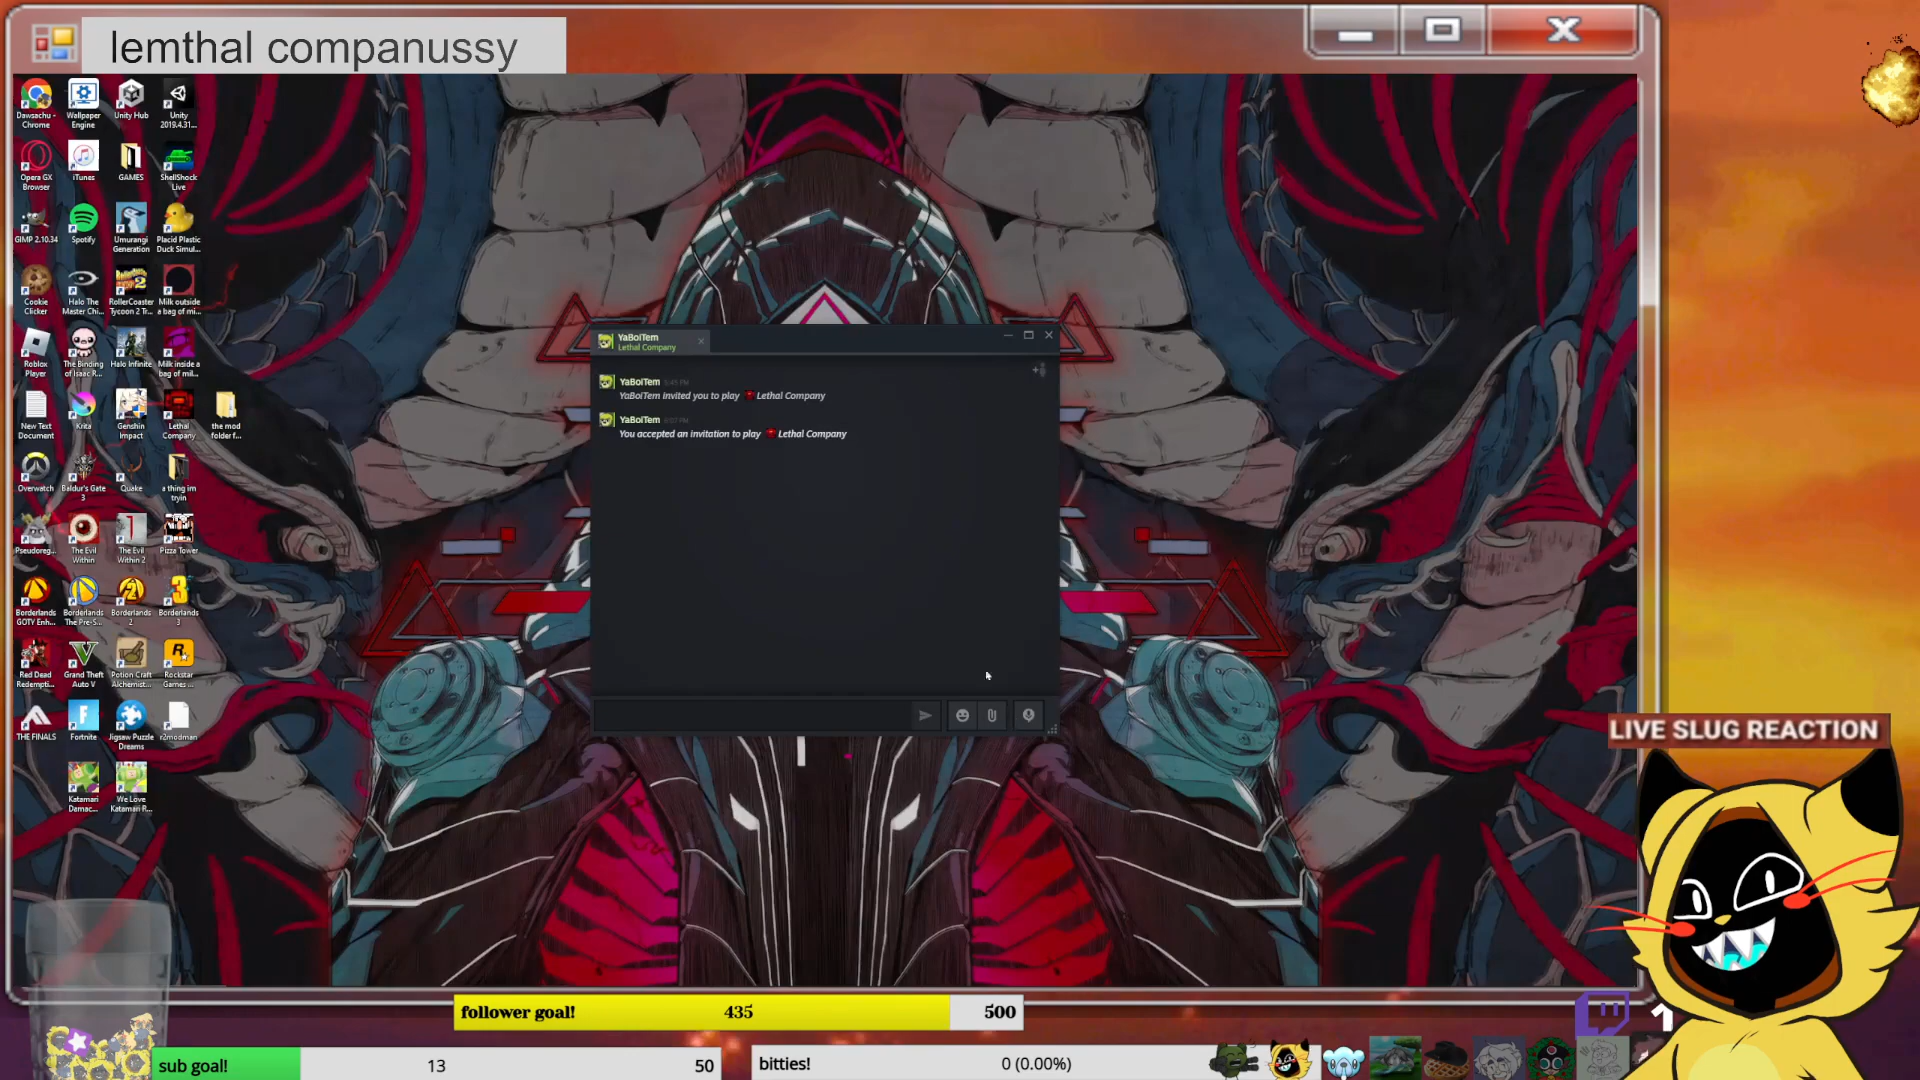 lemthal companussy
Dawsachu - Chrome
Wallpaper Engine
Unity Hub
Unity 2019.4.31...
Opera GX Browser
iTunes
GAMES
ShellShock Live
GIMP 2.10.34
Spotify
Umurangi Generation
Placid Plastic Duck Simul...
Cookie Clicker
Halo The Master Chi...
RollerCoaster Tycoon 2 Tr...
Milk outside a bag of mi...
Roblox Player
The Binding of Isaac R...
Halo Infinite
Milk inside a bag of mil...
New Text Document
Krita
Genshin Impact
Lethal Company
the mod folder f...
Overwatch
Baldur's Gate 3
Quake
a thing im tryin
Pseudoreg...
The Evil Within
The Evil Within 2
Pizza Tower
Borderlands GOTY Enh...
Borderlands The Pre-S...
Borderlands 2
Borderlands 3
Red Dead Redempti...
Grand Theft Auto V
Potion Craft Alchemist...
Rockstar Games ...
THE FINALS
Fortnite
Jigsaw Puzzle Dreams
r2modman
Katamari Damac...
We Love Katamari R...
YaBoiTem
Lethal Company
YaBoiTem
YaBoiTem invited you to play Lethal Company
YaBoiTem
You accepted an invitation to play Lethal Company
LIVE SLUG REACTION
follower goal! 435 500
sub goal! 13 50
bitties! 0 (0.00%)